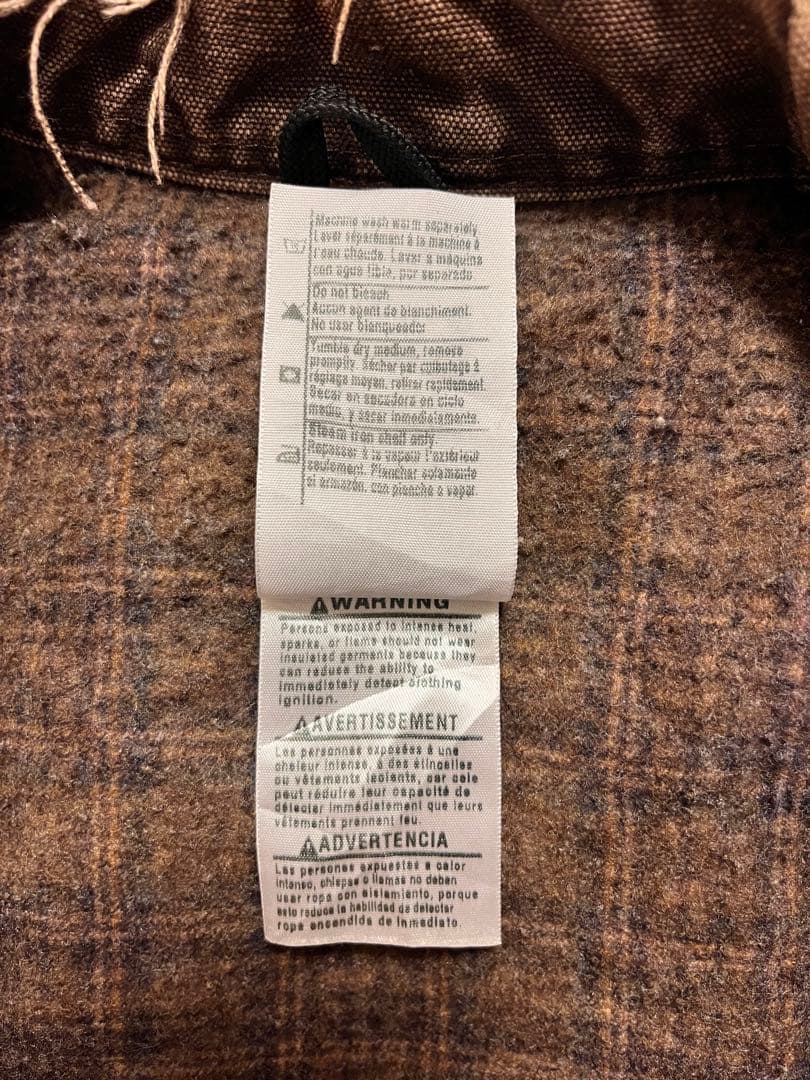 Machine wash warm separately
Laver séparément à la machine à
l'eau chaude. Lavar a máquina
con agua tibia, por separado
Do not bleach
Aucun agent de blanchiment.
No usar blanqueador
Tumble dry medium, remove
promptly. Sécher par culbutage à
réglage moyen, retirer rapidement.
Secar en secadora en ciclo
medio, y sacar inmediatamente.
Steam iron shell only.
Repasser à la vapeur l'extérieur
seulement. Planchar solamente
si armazón, con plancha a vapor.
WARNING
Persons exposed to intense heat,
sparks, or flame should not wear
insulated garments because they
can reduce the ability to
immediately detect clothing
ignition.
AVERTISSEMENT
Les personnes exposées à une
chaleur intense à des étincelles
ou vêtements isolants, car cela
peut réduire leur capacité de
détecter immédiatement que leurs
vêtements prennent feu.
ADVERTENCIA
Las personas expuestas a calor
intenso, chispas o llamas no deben
usar ropa con aislamiento, porque
esto reduce la habilidad de detectar
ropa encendida de inmediato.